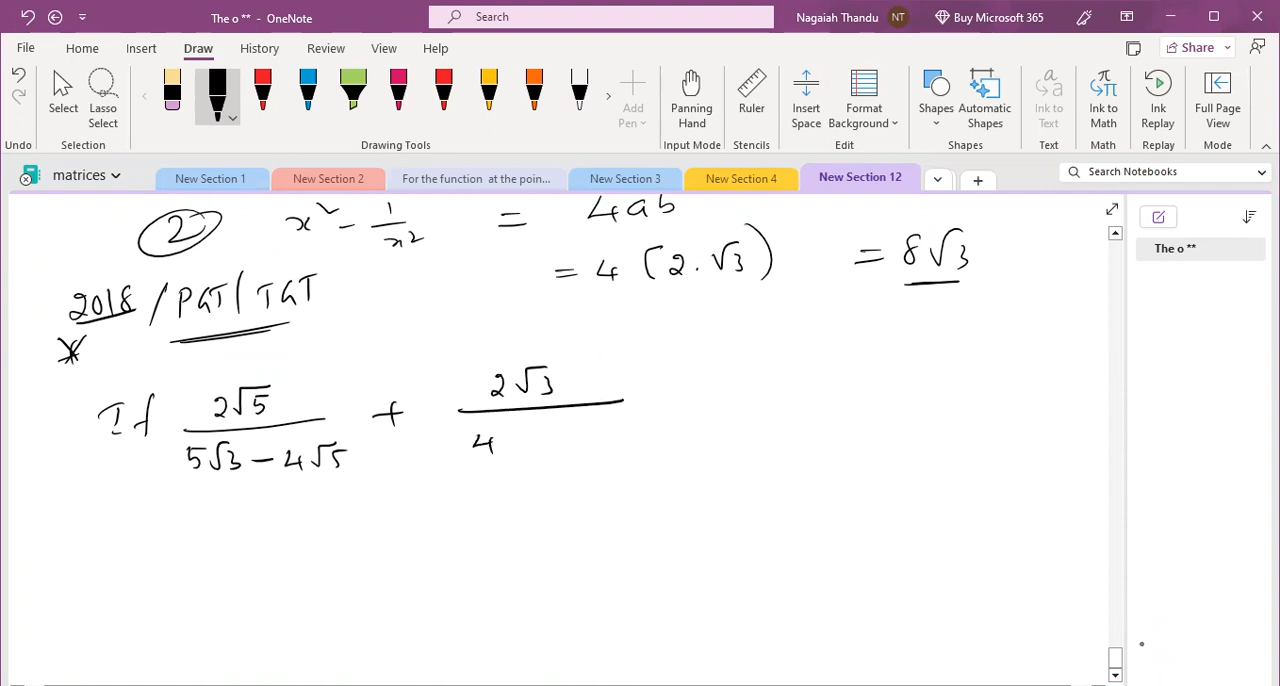 The o ** - OneNote
Search
Nagaiah Thandu NT
Buy Microsoft 365
File Home Insert Draw History Review View Help
Share
Select
Lasso Select
Add Pen
Panning Hand
Ruler
Insert Space
Format Background
Shapes
Automatic Shapes
Ink to Text
Ink to Math
Ink Replay
Full Page View
Undo Selection Drawing Tools Input Mode Stencils Edit Shapes Text Math Replay Mode
matrices New Section 1 New Section 2 For the function at the poin... New Section 3 New Section 4 New Section 12 Search Notebooks
The o **
② x² - 1/x² = 4ab
= 4 (2·√3) = 8√3
2018 / PGT / TGT
*
If 2√5/(5√3 - 4√5) + 2√3/4